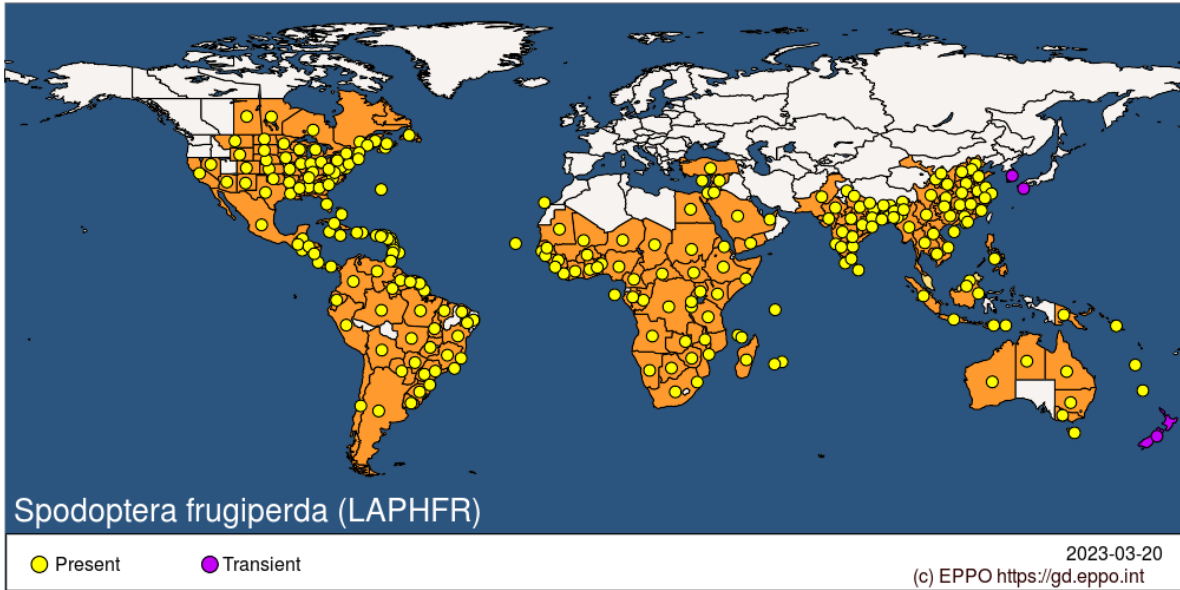 Spodoptera frugiperda (LAPHFR)
Present
Transient
2023-03-20
(c) EPPO https://gd.eppo.int